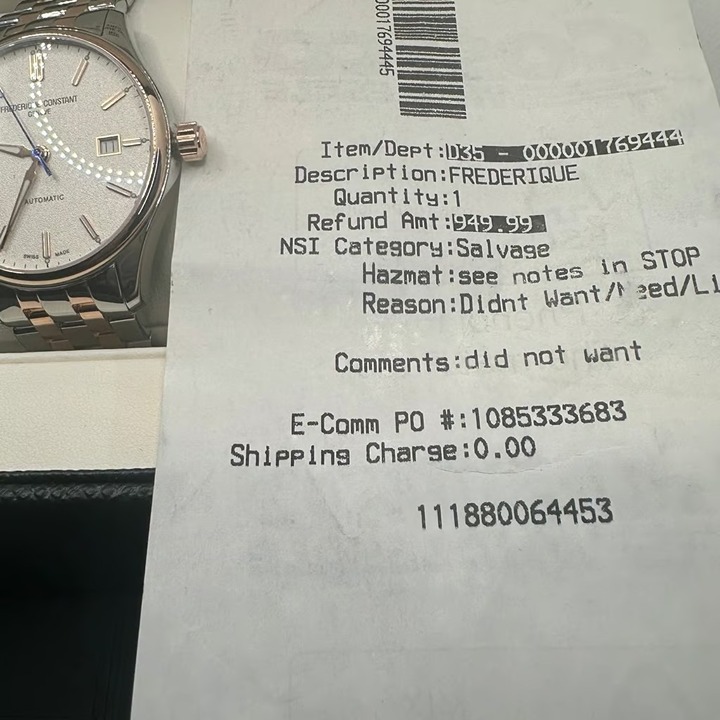 FREDERIQUE CONSTANT
AUTOMATIC
SWISS MADE
Item/Dept:D35 - 000001769444
Description:FREDERIQUE
Quantity:1
Refund Amt:949.99
NSI Category:Salvage
Hazmat:see notes in STOP
Reason:Didnt Want/Need/Li
Comments:did not want
E-Comm PO #:1085333683
Shipping Charge:0.00
111880064453